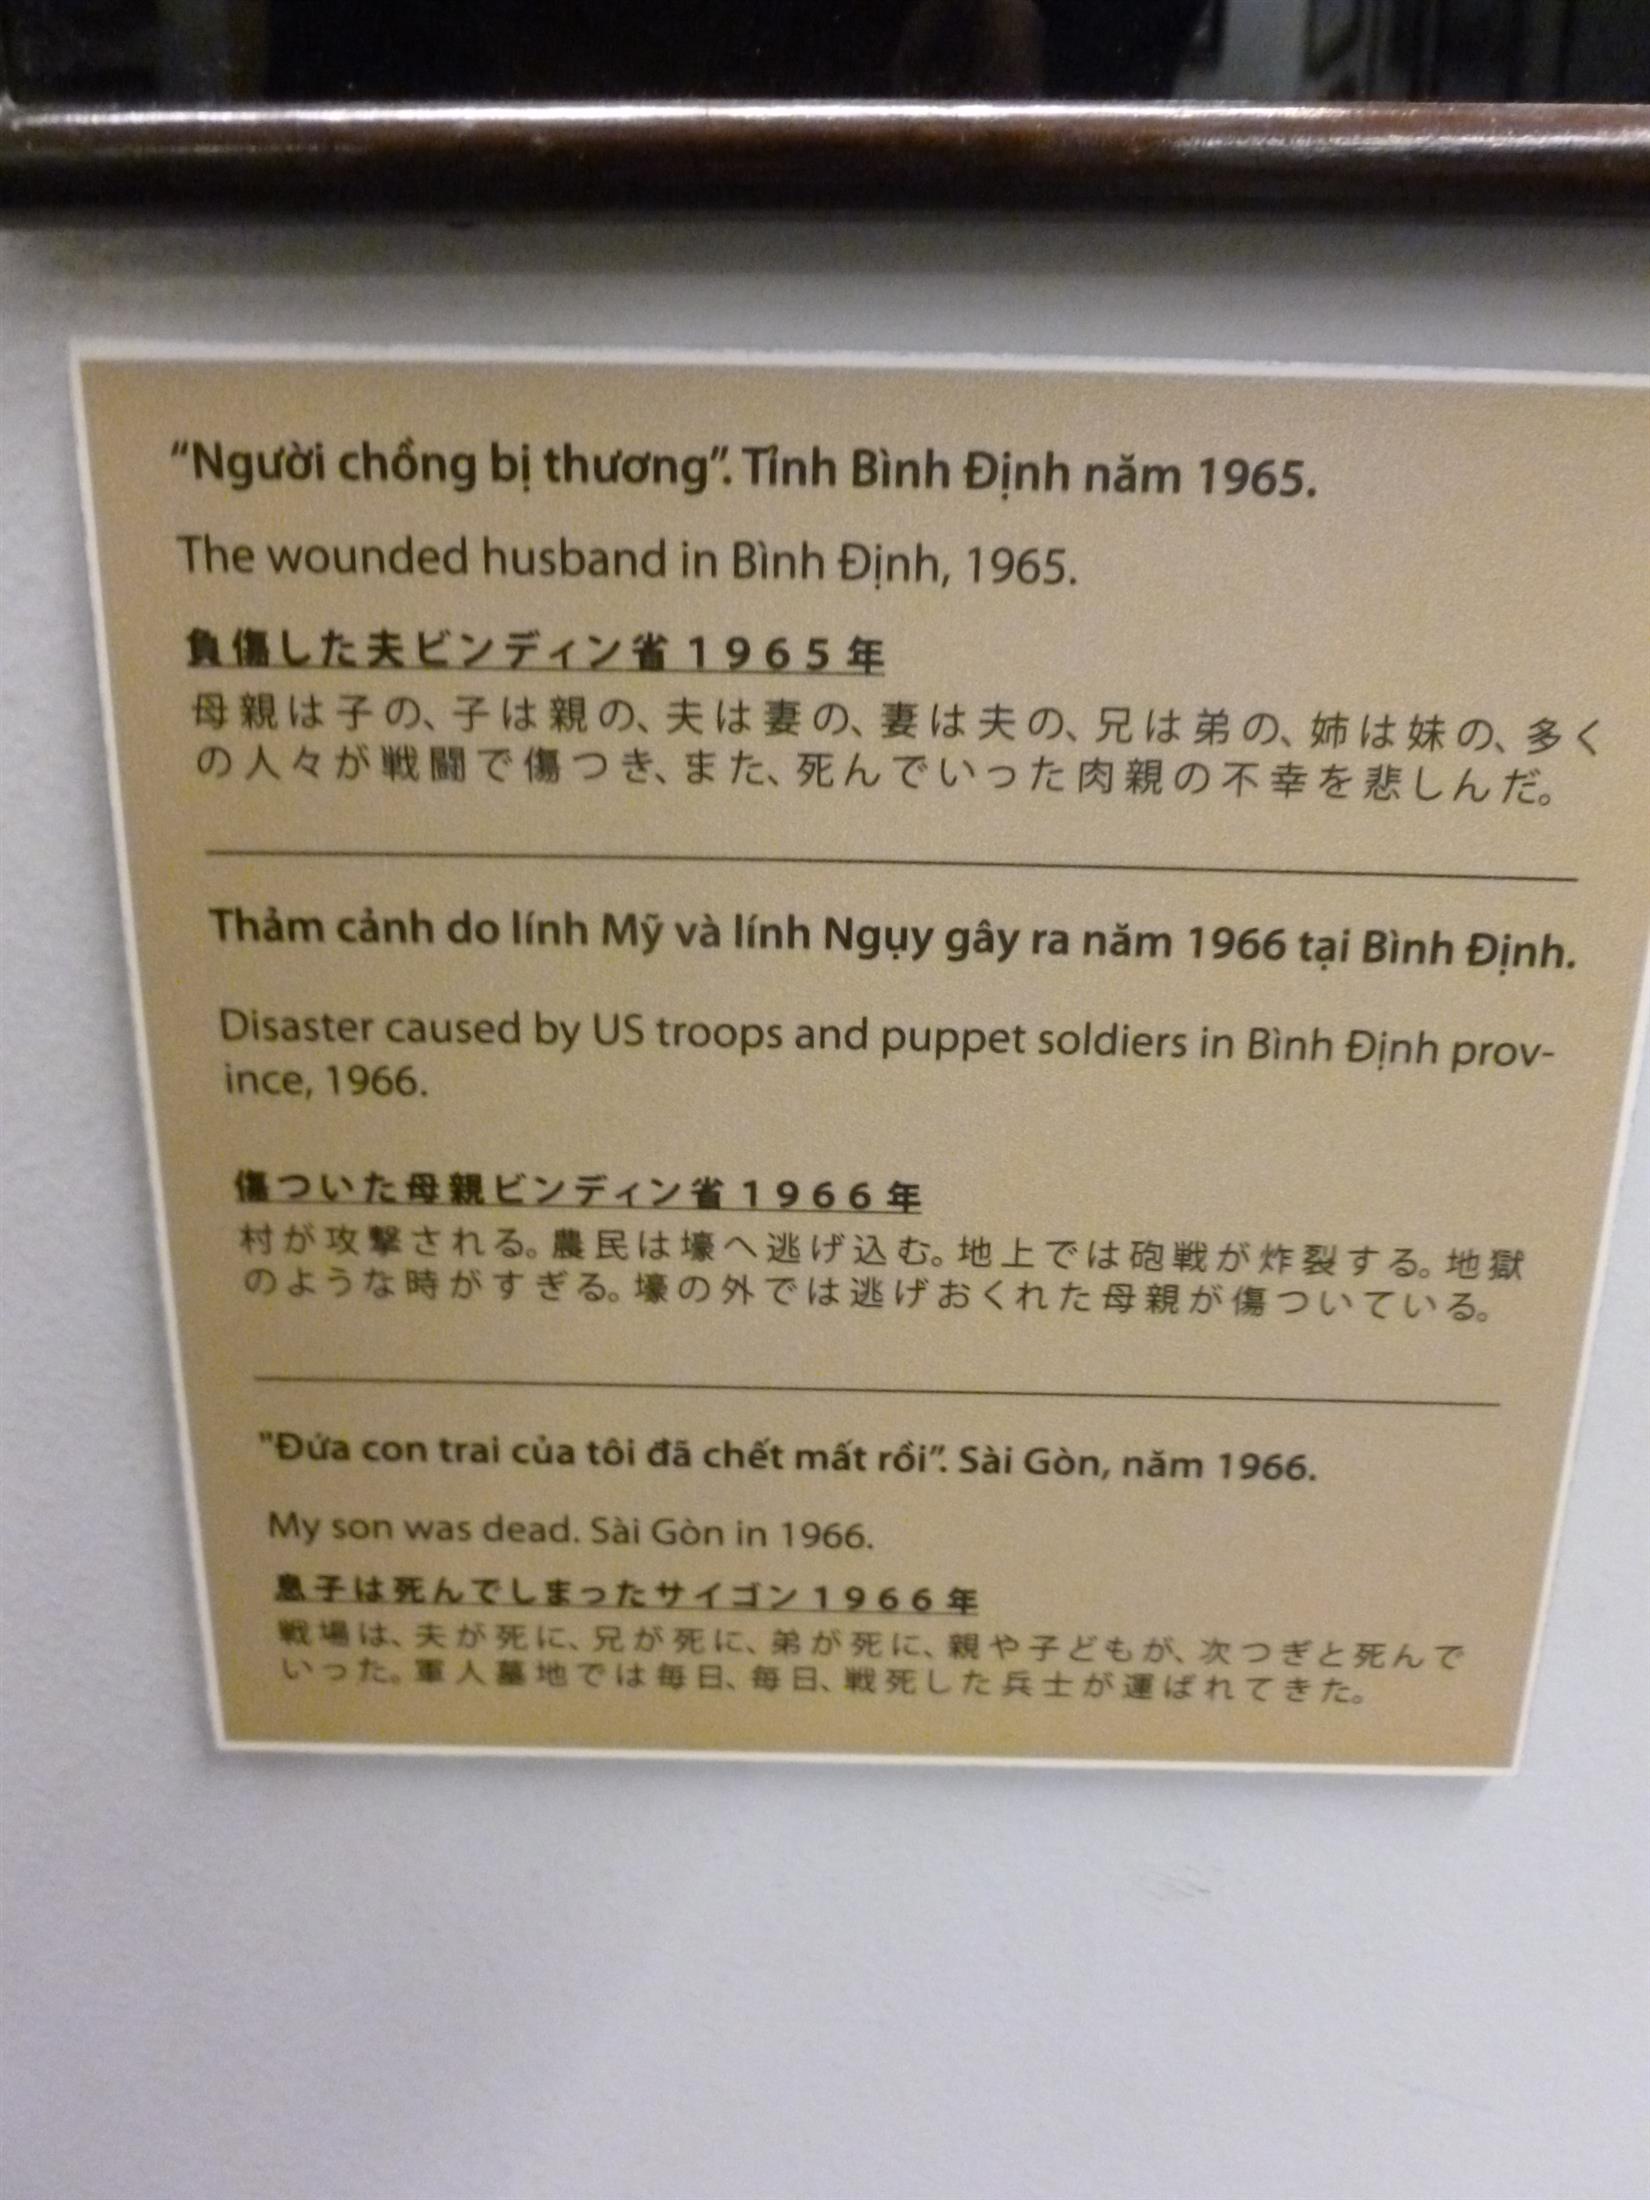 “Người chồng bị thương”. Tỉnh Bình Định năm 1965.
The wounded husband in Bình Định, 1965.
負傷した夫ビンディン省1965年
母親は子の、子は親の、夫は妻の、妻は夫の、兄は弟の、姉は妹の、多く
の人々が戦闘で傷つき、また、死んでいった肉親の不幸を悲しんだ。
Thảm cảnh do lính Mỹ và lính Ngụy gây ra năm 1966 tại Bình Định.
Disaster caused by US troops and puppet soldiers in Bình Định prov-
ince, 1966.
傷ついた母親ビンディン省1966年
村が攻撃される。農民は壕へ逃げ込む。地上では砲戦が炸裂する。地獄
のような時がすぎる。壕の外では逃げおくれた母親が傷ついている。
"Đứa con trai của tôi đã chết mất rồi”. Sài Gòn, năm 1966.
My son was dead. Sài Gòn in 1966.
息子は死んでしまったサイゴン1966年
戦場は、夫が死に、兄が死に、弟が死に、親や子どもが、次つぎと死んで
いった。軍人墓地では毎日、毎日、戦死した兵士が運ばれてきた。